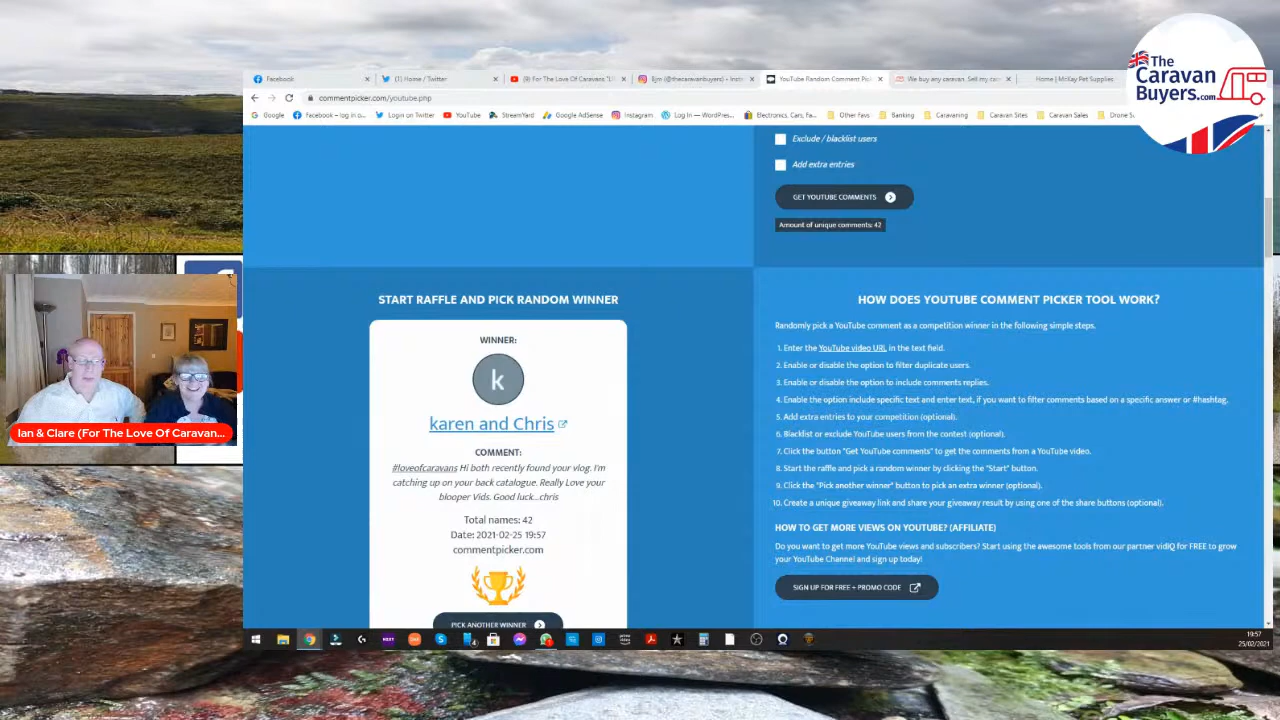 The
Caravan
Buyers.com
Facebook
(1) Home / Twitter
(9) For The Love Of Caravans
YouTube Random Comment Pic
We buy any caravan. Sell my car
Home | McKay Pet Supplies
commentpicker.com/youtube.php
Google
Facebook – log in o...
Login on Twitter
YouTube
StreamYard
Google AdSense
Instagram
Log In — WordPress...
Electronics, Cars, Fa...
Other Favs
Banking
Caravaning
Caravan Sites
Caravan Sales
Exclude / blacklist users
Add extra entries
GET YOUTUBE COMMENTS
Amount of unique comments: 42
START RAFFLE AND PICK RANDOM WINNER
WINNER:
k
karen and Chris
COMMENT:
#loveofcaravans Hi both recently found your vlog. I'm
catching up on your back catalogue. Really Love your
blooper Vids. Good luck...chris
Total names: 42
Date: 2021-02-25 19:57
commentpicker.com
PICK ANOTHER WINNER
HOW DOES YOUTUBE COMMENT PICKER TOOL WORK?
Randomly pick a YouTube comment as a competition winner in the following simple steps.
1. Enter the YouTube video URL in the text field.
2. Enable or disable the option to filter duplicate users.
3. Enable or disable the option to include comments replies.
4. Enable the option include specific text and enter text, if you want to filter comments based on a specific answer or #hashtag.
5. Add extra entries to your competition (optional).
6. Blacklist or exclude YouTube users from the contest (optional).
7. Click the button "Get YouTube comments" to get the comments from a YouTube video.
8. Start the raffle and pick a random winner by clicking the "Start" button.
9. Click the "Pick another winner" button to pick an extra winner (optional).
10. Create a unique giveaway link and share your giveaway result by using one of the share buttons (optional).
HOW TO GET MORE VIEWS ON YOUTUBE? (AFFILIATE)
Do you want to get more YouTube views and subscribers? Start using the awesome tools from our partner vidIQ for FREE to grow
your YouTube Channel and sign up today!
SIGN UP FOR FREE + PROMO CODE
Ian & Clare (For The Love Of Caravan...
19:57
25/02/2021